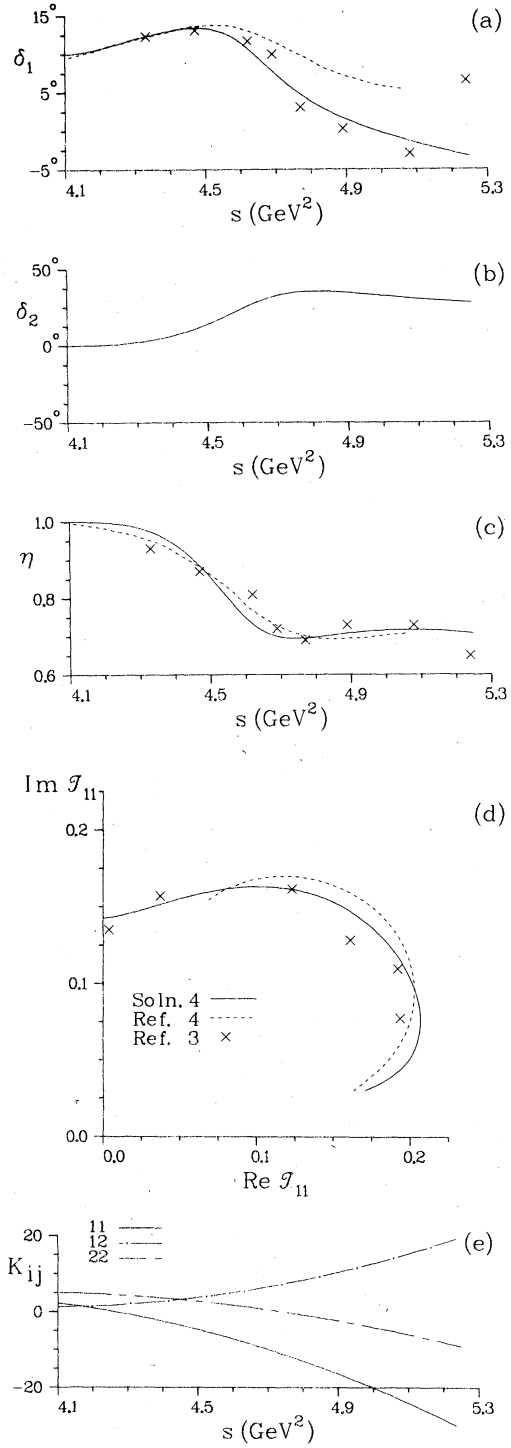 (a)
15°
δ₁
5°
-5°
4.1 4.5 4.9 5.3
s (GeV²)
(b)
50°
δ₂
0°
-50°
4.1 4.5 4.9 5.3
s (GeV²)
(c)
1.0
η
0.8
0.6
4.1 4.5 4.9 5.3
s (GeV²)
Im 𝒯₁₁
(d)
0.2
0.1
Soln. 4
Ref. 4
Ref. 3
0.0
0.0 0.1 0.2
Re 𝒯₁₁
(e)
20
11
12
22
K_ij
0
-20
4.1 4.5 4.9 5.3
s (GeV²)